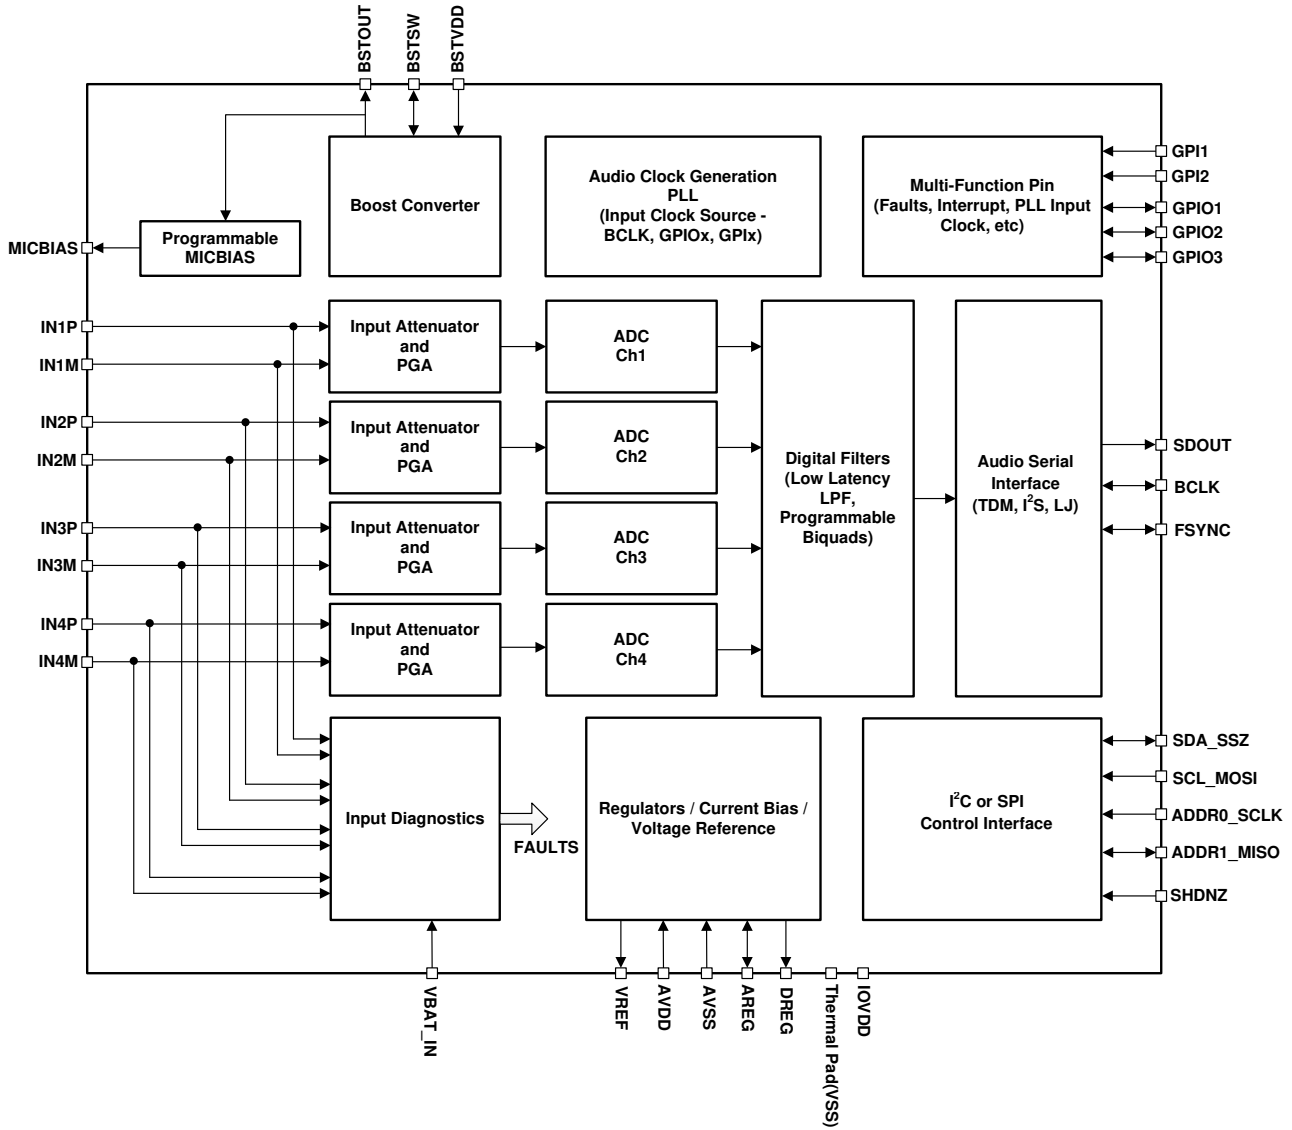 BSTOUT
BSTSW
BSTVDD
Boost Converter
Audio Clock Generation
PLL
(Input Clock Source -
BCLK, GPIOx, GPIx)
Multi-Function Pin
(Faults, Interrupt, PLL Input
Clock, etc)
GPI1
GPI2
GPIO1
GPIO2
GPIO3
MICBIAS
Programmable
MICBIAS
IN1P
IN1M
IN2P
IN2M
IN3P
IN3M
IN4P
IN4M
Input Attenuator
and
PGA
ADC
Ch1
Input Attenuator
and
PGA
ADC
Ch2
Input Attenuator
and
PGA
ADC
Ch3
Input Attenuator
and
PGA
ADC
Ch4
Digital Filters
(Low Latency
LPF,
Programmable
Biquads)
Audio Serial
Interface
(TDM, I²S, LJ)
SDOUT
BCLK
FSYNC
Input Diagnostics
FAULTS
Regulators / Current Bias /
Voltage Reference
I²C or SPI
Control Interface
SDA_SSZ
SCL_MOSI
ADDR0_SCLK
ADDR1_MISO
SHDNZ
VBAT_IN
VREF
AVDD
AVSS
AREG
DREG
Thermal Pad(VSS)
IOVDD